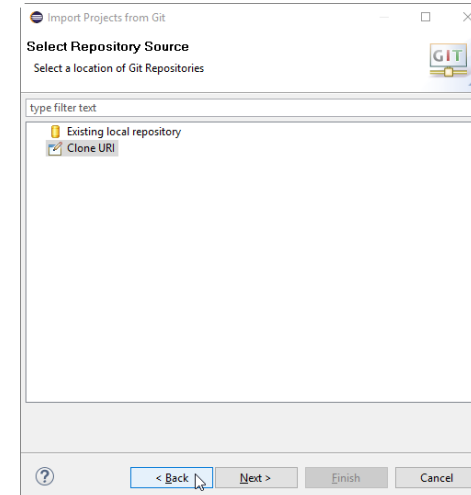 Import Projects from Git
Select Repository Source
Select a location of Git Repositories
GIT
type filter text
Existing local repository
Clone URI
?
< Back
Next >
Finish
Cancel